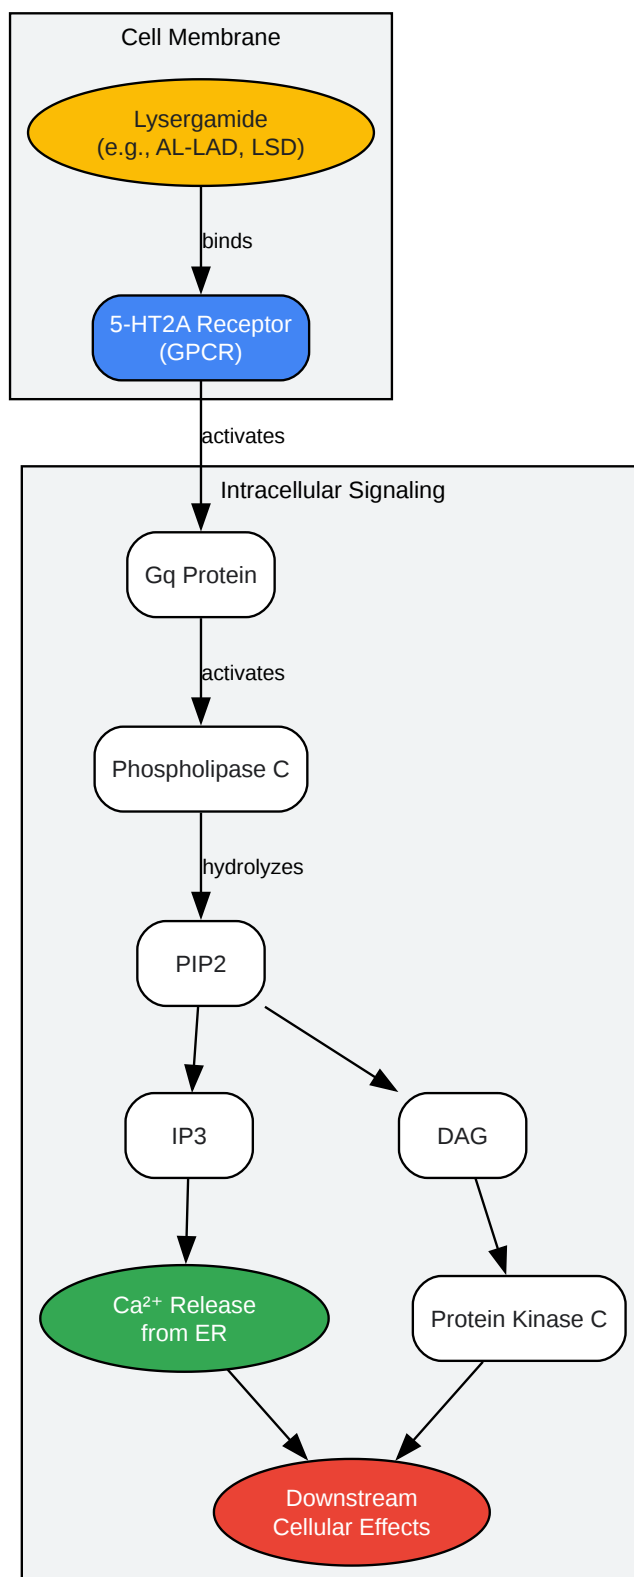 Cell Membrane
Lysergamide
(e.g., AL-LAD, LSD)
binds
5-HT2A Receptor
(GPCR)
activates
Intracellular Signaling
Gq Protein
activates
Phospholipase C
hydrolyzes
PIP2
IP3
DAG
Ca²⁺ Release
from ER
Protein Kinase C
Downstream
Cellular Effects